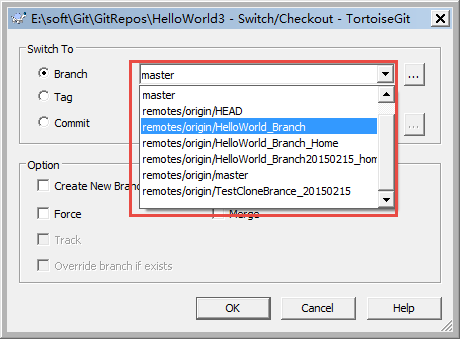 E:\soft\Git\GitRepos\HelloWorld3 - Switch/Checkout - TortoiseGit
Switch To
Branch
master
...
Tag
Commit
...
master
remotes/origin/HEAD
remotes/origin/HelloWorld_Branch
remotes/origin/HelloWorld_Branch_Home
remotes/origin/HelloWorld_Branch20150215_hom
remotes/origin/master
remotes/origin/TestCloneBrance_20150215
Option
Create New Bran
Force
Merge
Track
Override branch if exists
OK
Cancel
Help